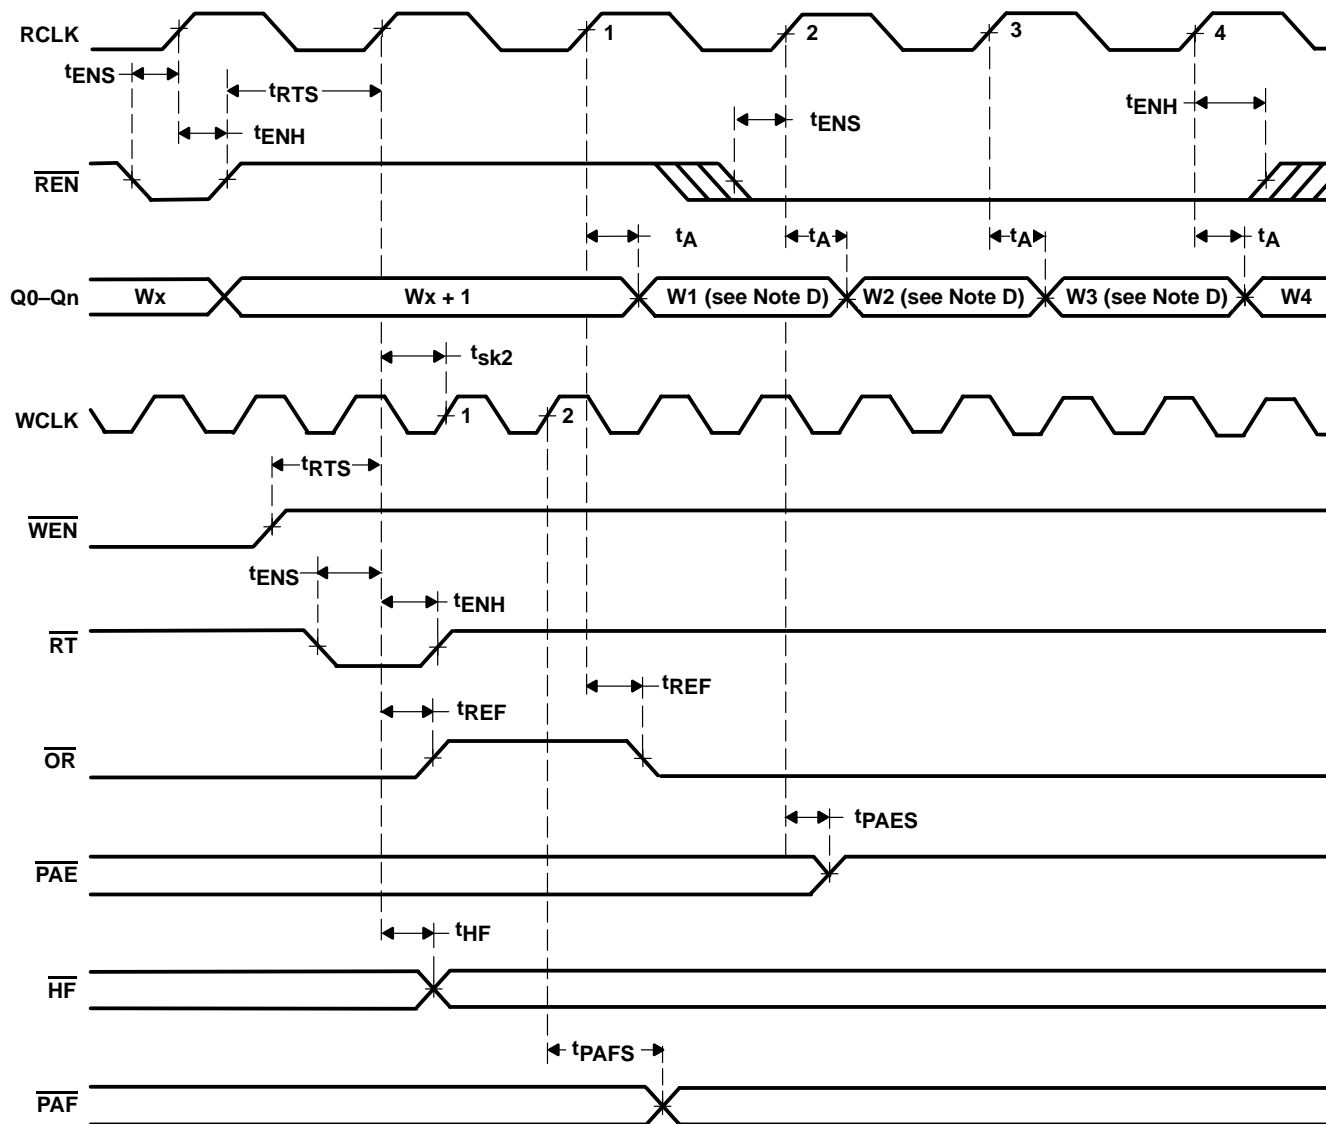 RCLK 1 2 3 4
tENS tRTS tENH
tENH tENS
REN
tA tA tA tA
Q0–Qn Wx Wx + 1 W1 (see Note D) W2 (see Note D) W3 (see Note D) W4
tsk2
WCLK 1 2
tRTS
WEN
tENS tENH
RT
tREF
tREF
OR
tPAES
PAE
tHF
HF
tPAFS
PAF